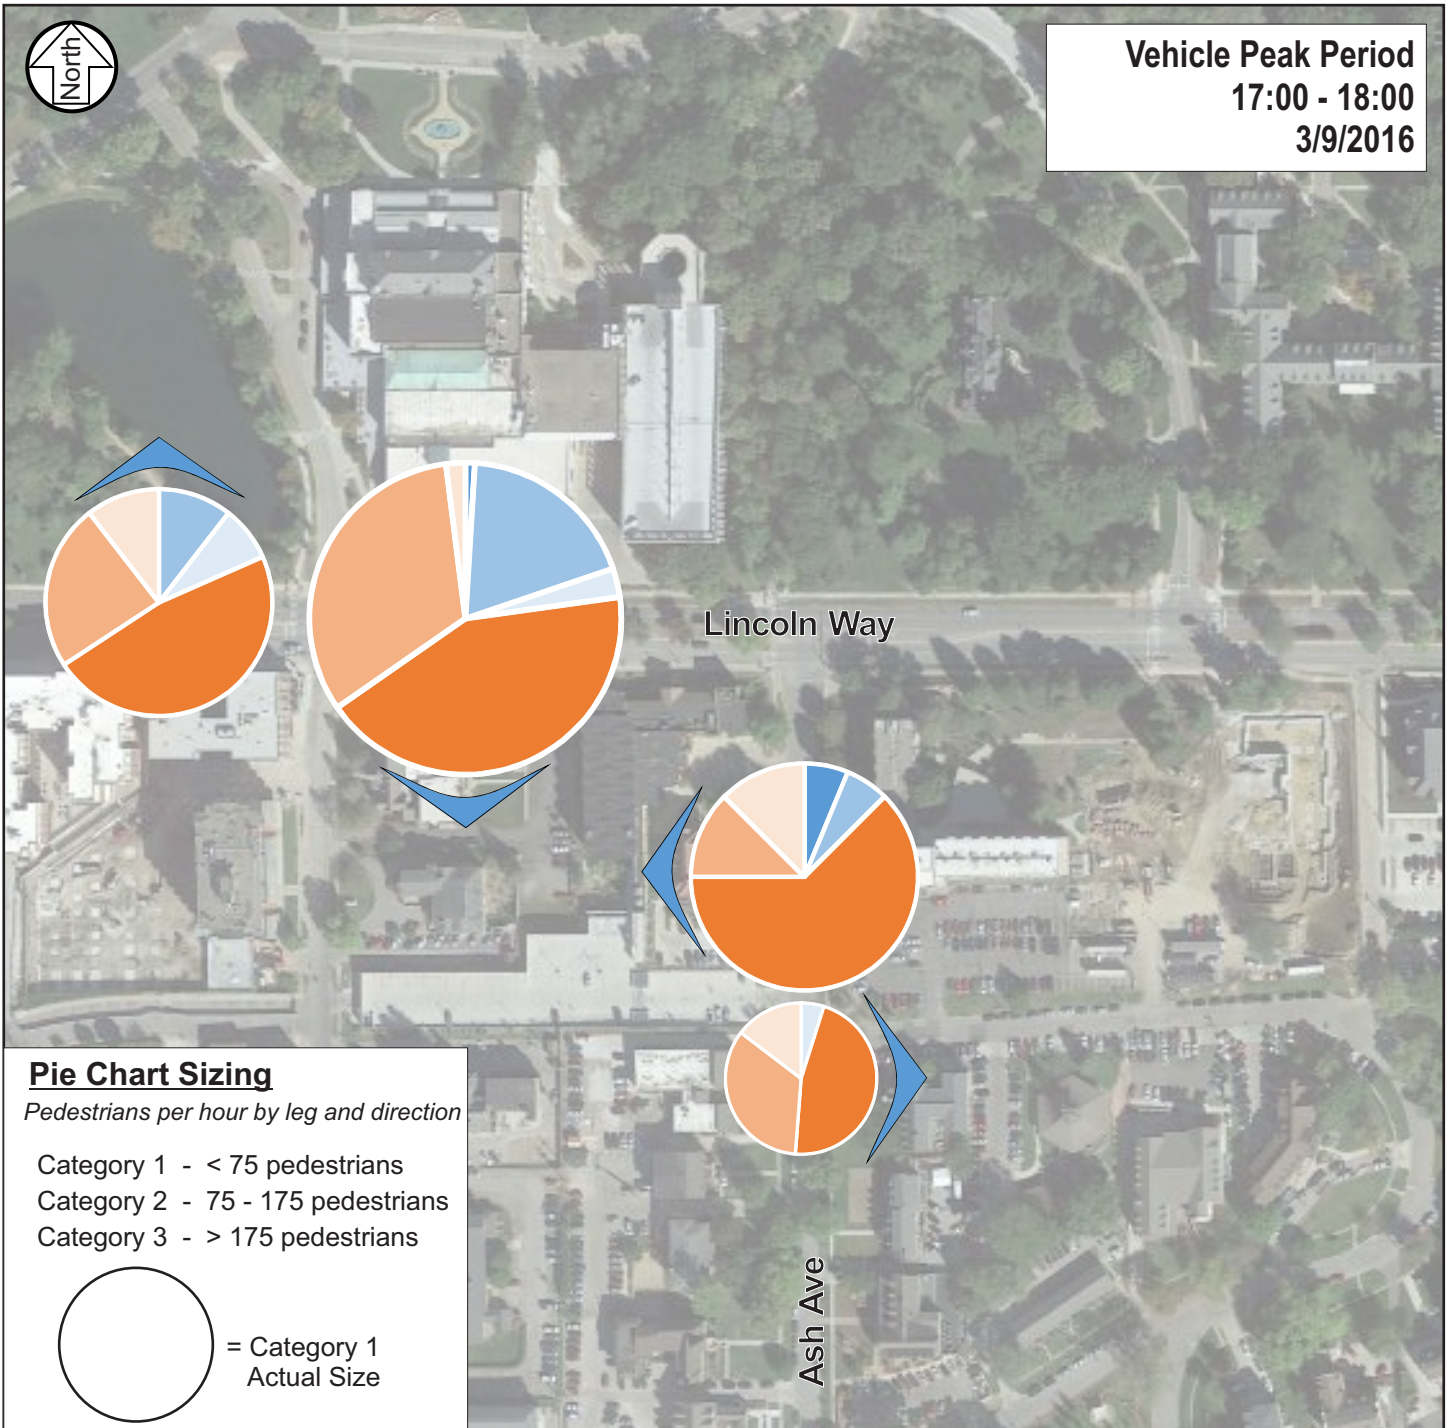 North
Vehicle Peak Period
17:00 - 18:00
3/9/2016
Lincoln Way
Pie Chart Sizing
Pedestrians per hour by leg and direction
Category 1 - < 75 pedestrians
Category 2 - 75 - 175 pedestrians
Category 3 - > 175 pedestrians
= Category 1
Actual Size
Ash Ave